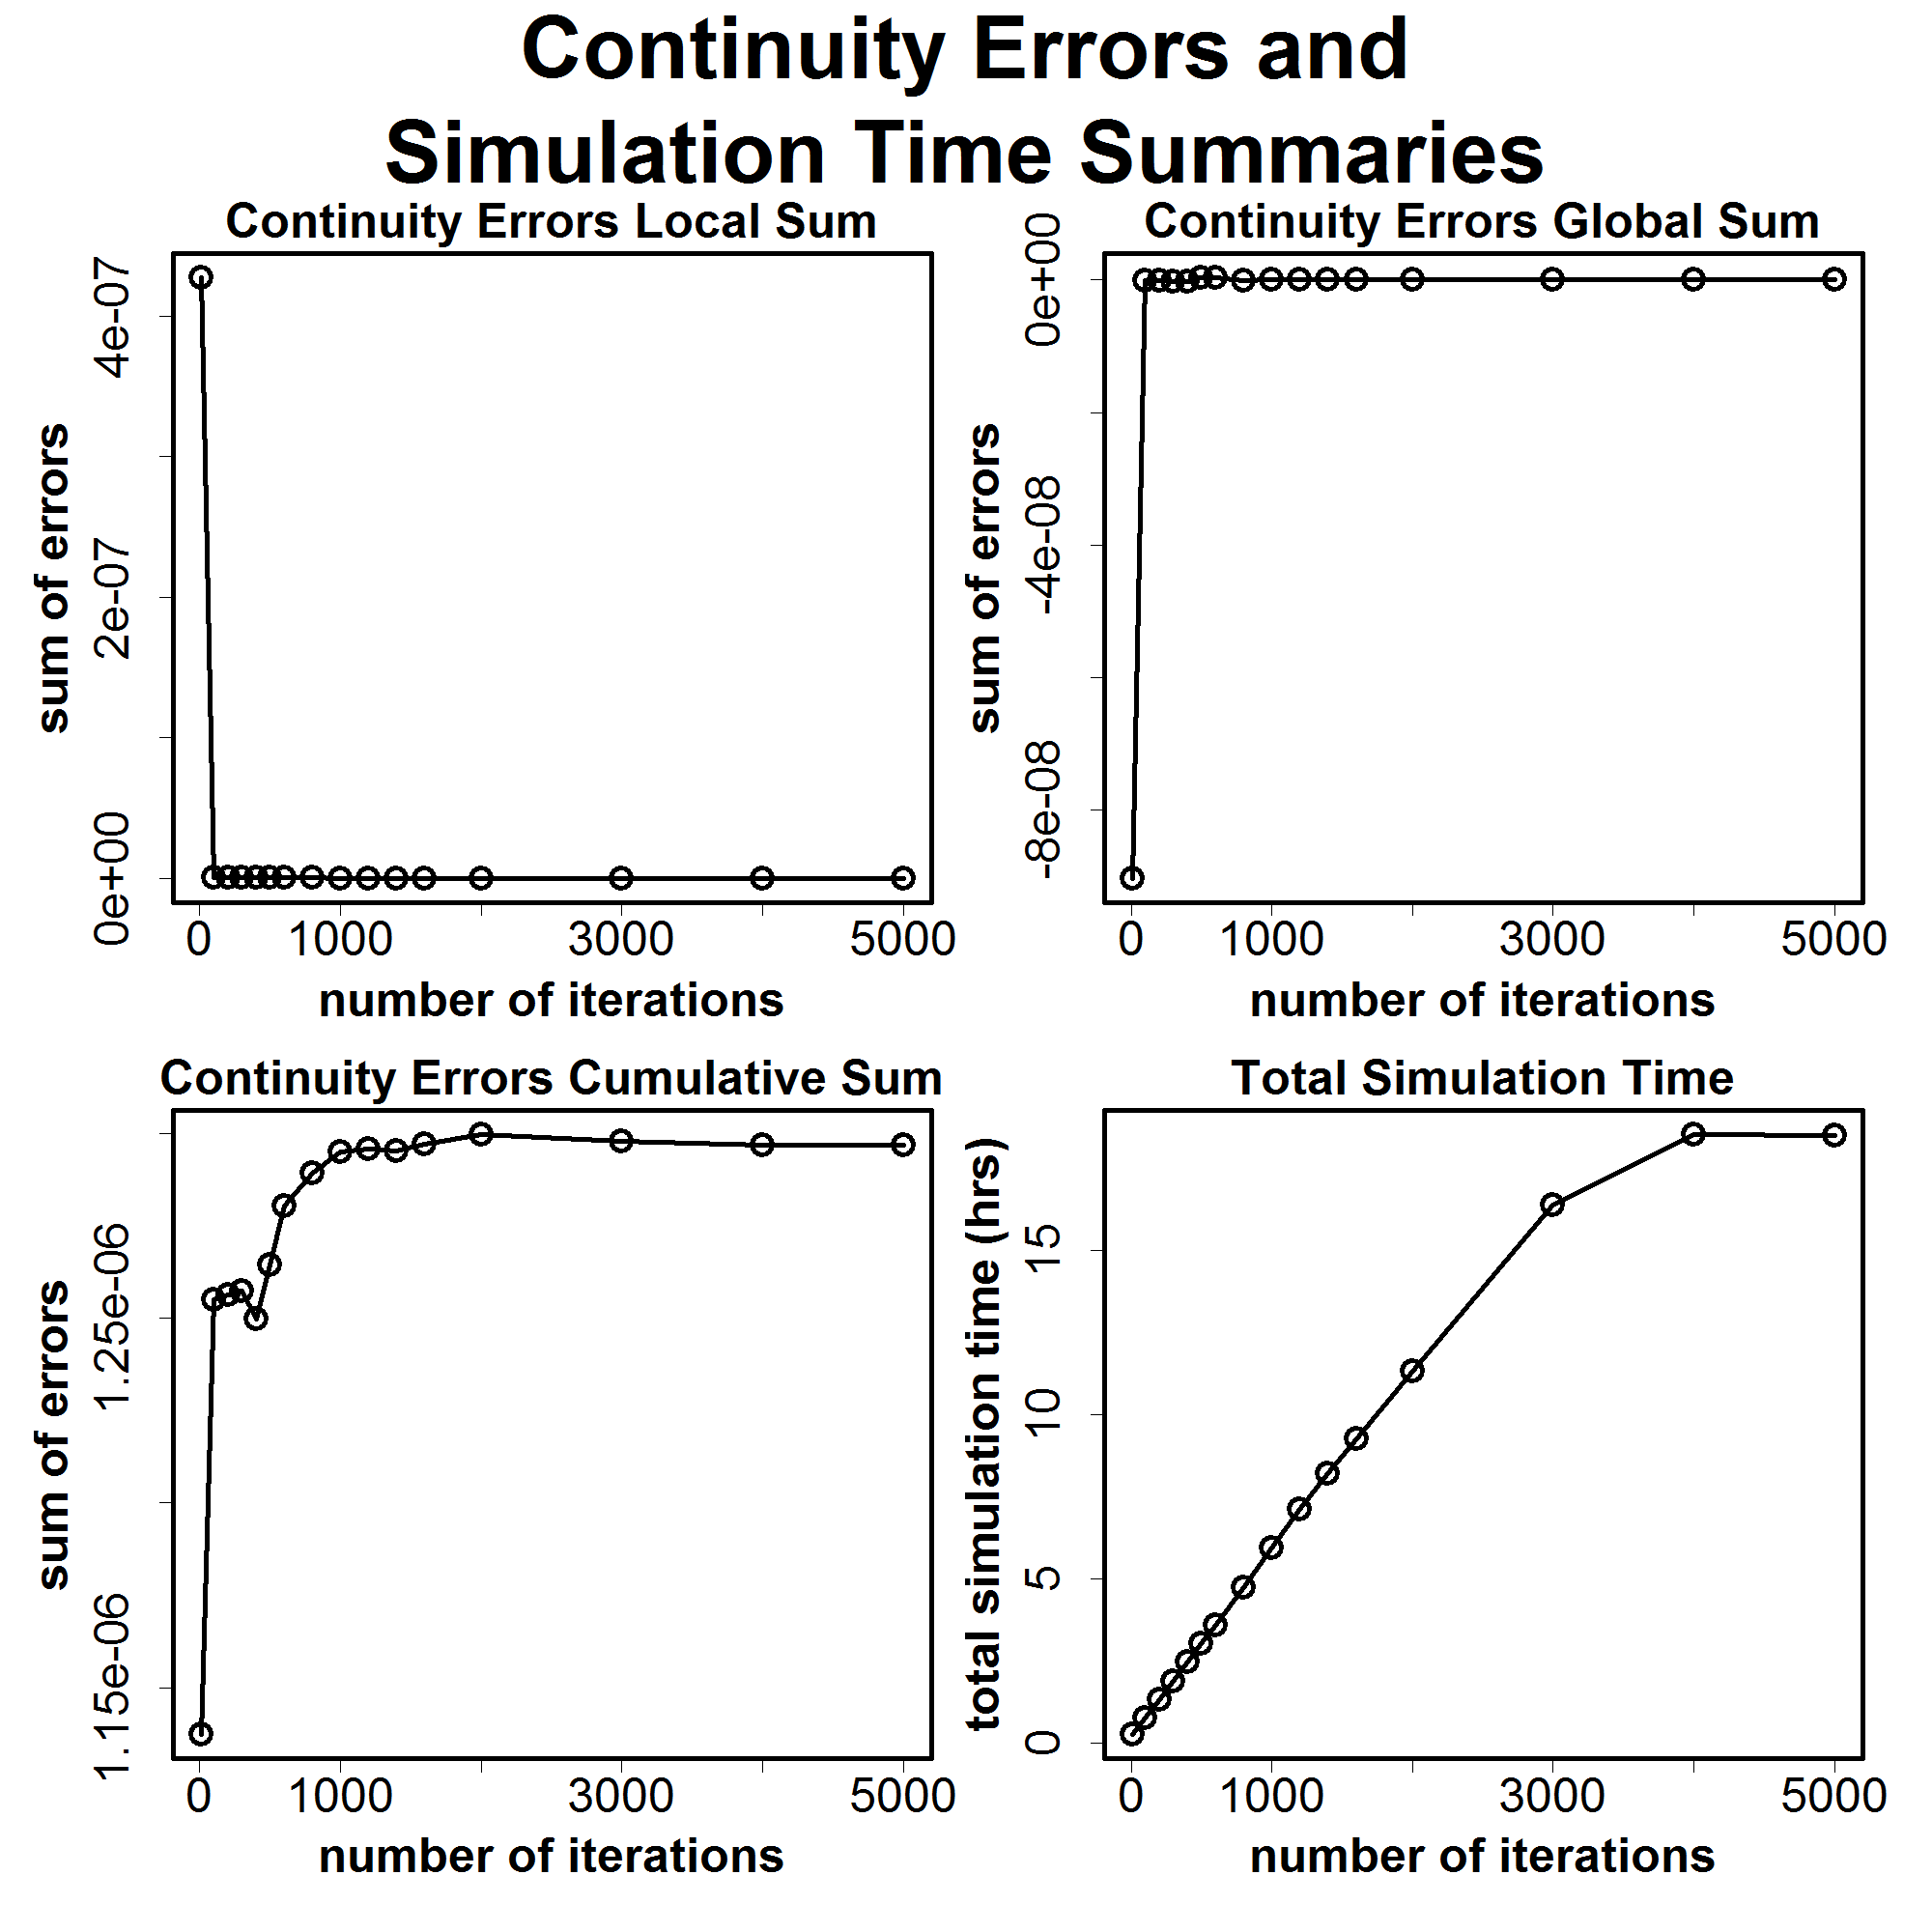 Continuity Errors and
Simulation Time Summaries
Continuity Errors Local Sum
sum of errors
4e-07
2e-07
0e+00
0 1000 3000 5000
number of iterations
Continuity Errors Global Sum
sum of errors
0e+00
-4e-08
-8e-08
0 1000 3000 5000
number of iterations
Continuity Errors Cumulative Sum
sum of errors
1.25e-06
1.15e-06
0 1000 3000 5000
number of iterations
Total Simulation Time
total simulation time (hrs)
15
10
5
0
0 1000 3000 5000
number of iterations